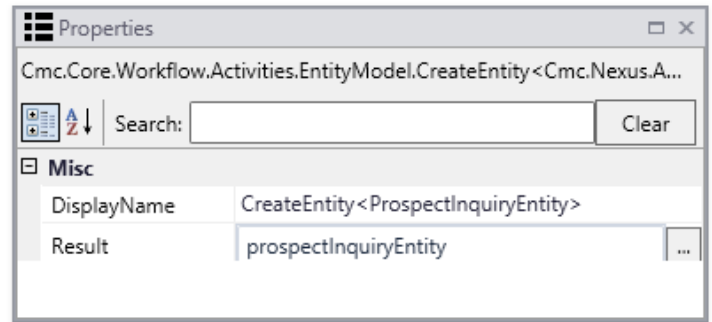 Properties
Cmc.Core.Workflow.Activities.EntityModel.CreateEntity<Cmc.Nexus.A...
Search: Clear
Misc
DisplayName CreateEntity<ProspectInquiryEntity>
Result prospectInquiryEntity ...